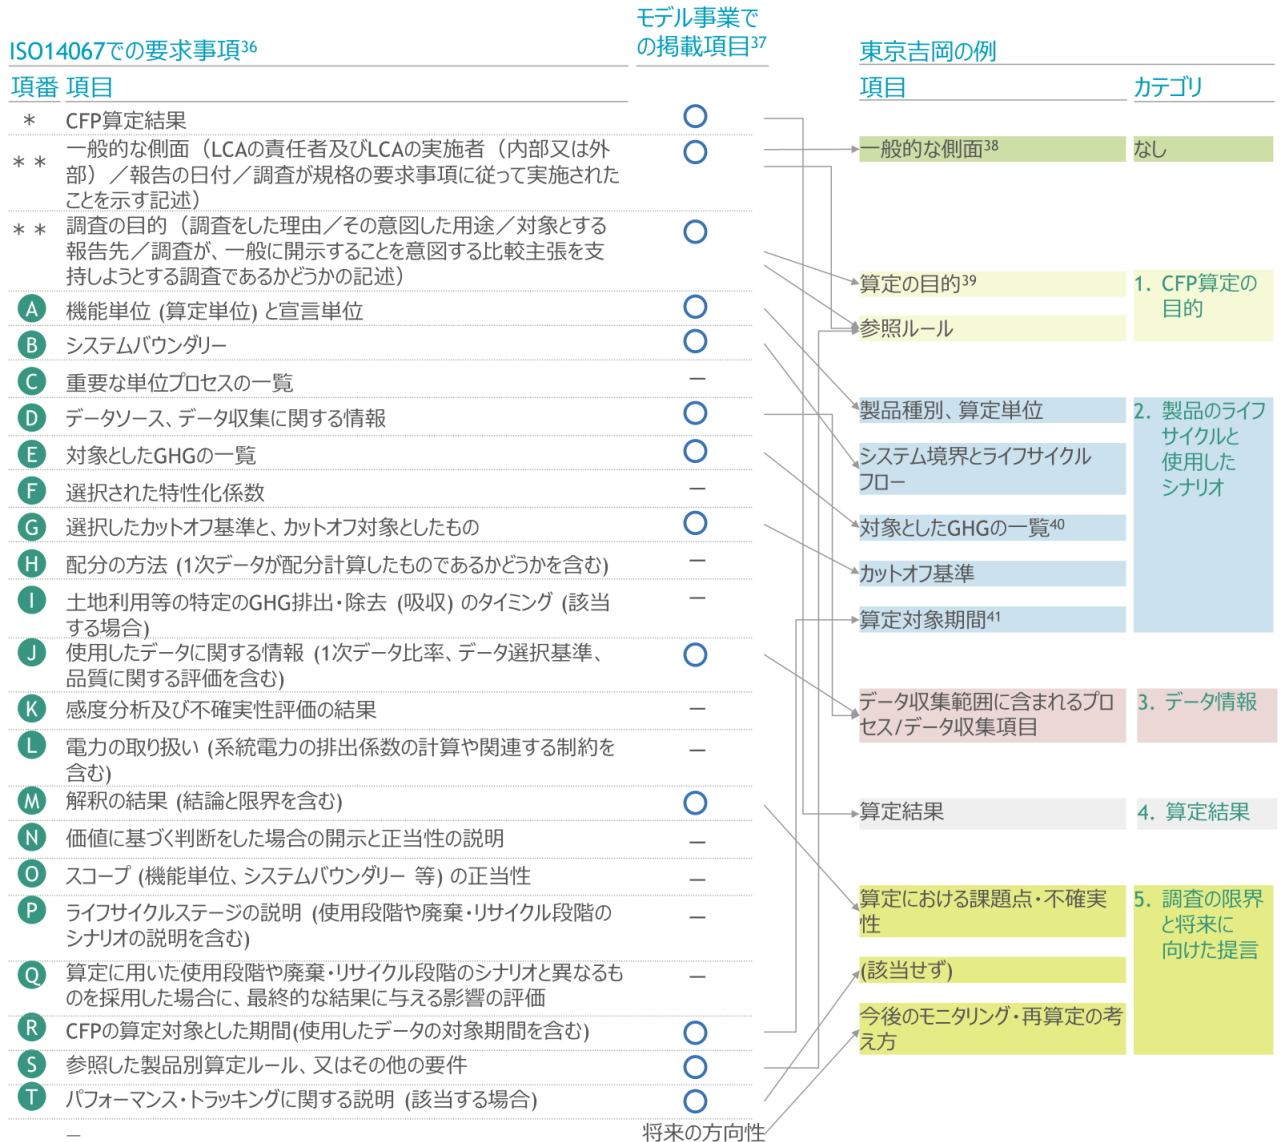 ISO14067での要求事項36
項番 項目
＊ CFP算定結果
＊＊ 一般的な側面（LCAの責任者及びLCAの実施者（内部又は外
部）／報告の日付／調査が規格の要求事項に従って実施された
ことを示す記述）
＊＊ 調査の目的（調査をした理由／その意図した用途／対象とする
報告先／調査が、一般に開示することを意図する比較主張を支
持しようとする調査であるかどうかの記述）
A 機能単位 (算定単位) と宣言単位
B システムバウンダリー
C 重要な単位プロセスの一覧
D データソース、データ収集に関する情報
E 対象としたGHGの一覧
F 選択された特性化係数
G 選択したカットオフ基準と、カットオフ対象としたもの
H 配分の方法 (1次データが配分計算したものであるかどうかを含む)
I 土地利用等の特定のGHG排出・除去 (吸収) のタイミング (該当
する場合)
J 使用したデータに関する情報 (1次データ比率、データ選択基準、
品質に関する評価を含む)
K 感度分析及び不確実性評価の結果
L 電力の取り扱い (系統電力の排出係数の計算や関連する制約を
含む)
M 解釈の結果 (結論と限界を含む)
N 価値に基づく判断をした場合の開示と正当性の説明
O スコープ (機能単位、システムバウンダリー 等) の正当性
P ライフサイクルステージの説明 (使用段階や廃棄・リサイクル段階の
シナリオの説明を含む)
Q 算定に用いた使用段階や廃棄・リサイクル段階のシナリオと異なるも
のを採用した場合に、最終的な結果に与える影響の評価
R CFPの算定対象とした期間(使用したデータの対象期間を含む)
S 参照した製品別算定ルール、又はその他の要件
T パフォーマンス・トラッキングに関する説明 (該当する場合)
–
モデル事業で
の掲載項目37
○
○
○
○
○
–
○
○
–
○
–
–
○
–
–
○
–
–
–
–
○
○
○
将来の方向性
東京吉岡の例
項目 カテゴリ
一般的な側面38 なし
算定の目的39
参照ルール
1. CFP算定の
目的
製品種別、算定単位
システム境界とライフサイクル
フロー
対象としたGHGの一覧40
カットオフ基準
算定対象期間41
2. 製品のライフ
サイクルと
使用した
シナリオ
データ収集範囲に含まれるプロ
セス/データ収集項目
3. データ情報
算定結果 4. 算定結果
算定における課題点・不確実
性
(該当せず)
今後のモニタリング・再算定の考
え方
5. 調査の限界
と将来に
向けた提言